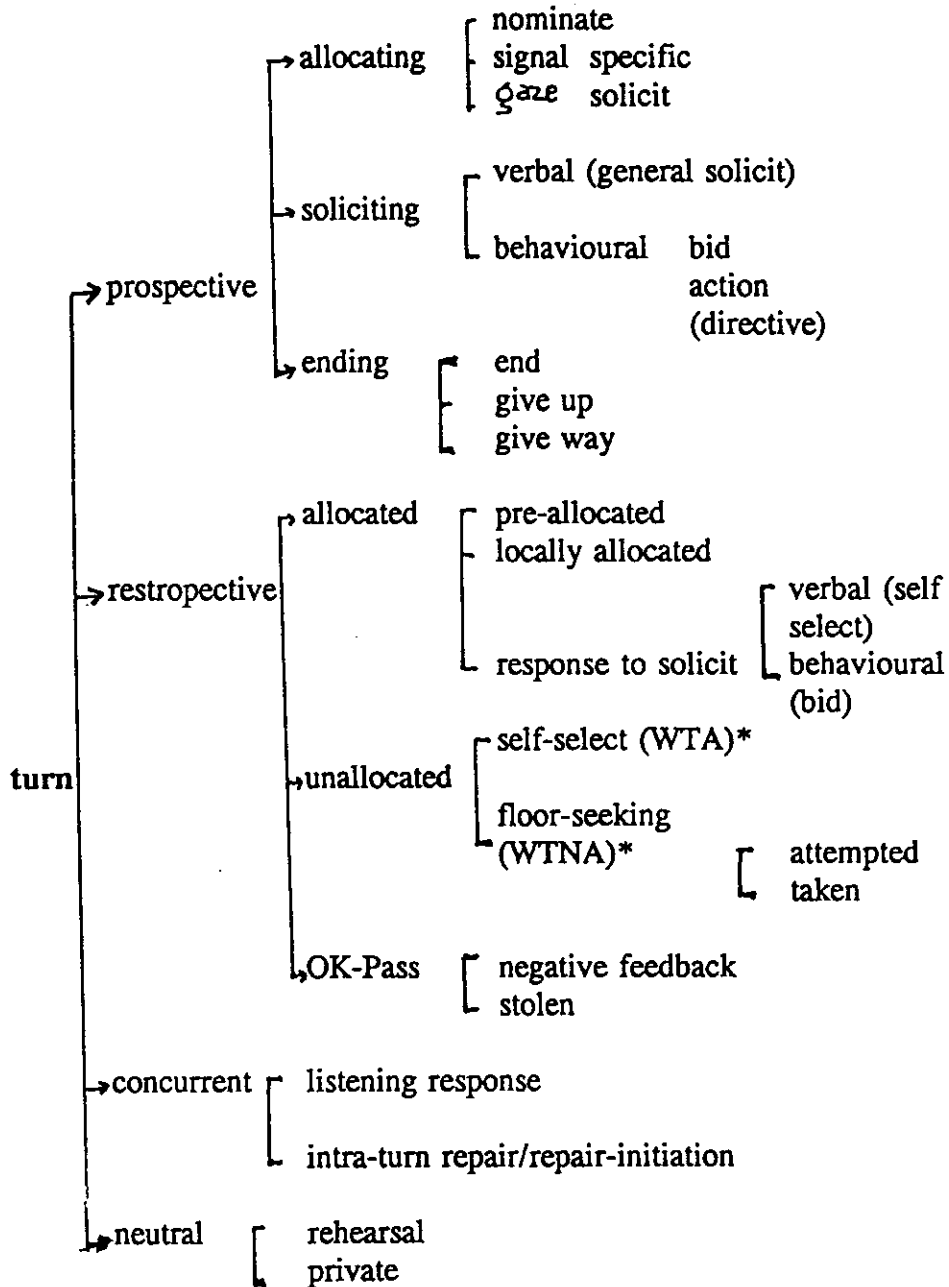 nominate
allocating signal specific
gaze solicit
verbal (general solicit)
soliciting
behavioural bid
prospective action
(directive)
ending end
give up
give way
allocated pre-allocated
locally allocated
restropective verbal (self
select)
response to solicit behavioural
(bid)
self-select (WTA)*
turn unallocated
floor-seeking
(WTNA)* attempted
taken
OK-Pass negative feedback
stolen
concurrent listening response
intra-turn repair/repair-initiation
neutral rehearsal
private